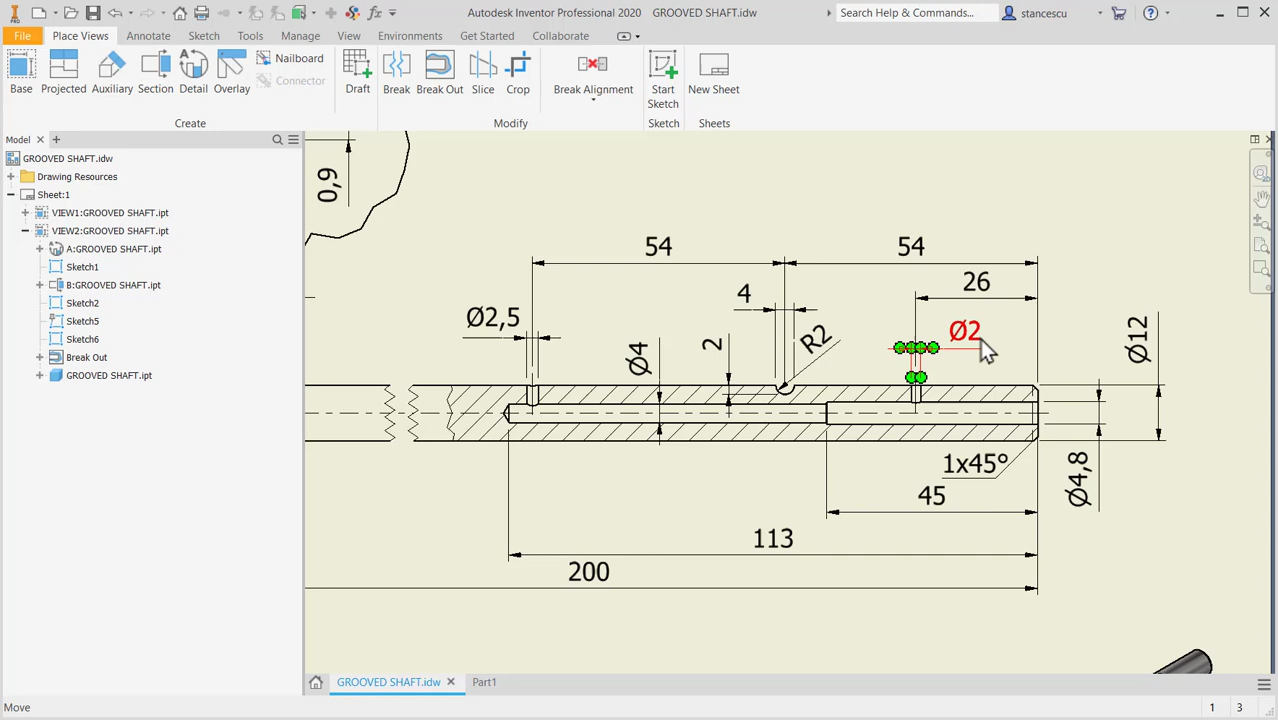 PRO
Autodesk Inventor Professional 2020 GROOVED SHAFT.idw
Search Help & Commands...
stancescu
File Place Views Annotate Sketch Tools Manage View Environments Get Started Collaborate
Base
Projected
Auxiliary
Section
Detail
Overlay
Nailboard
Connector
Draft
Break
Break Out
Slice
Crop
Break Alignment
Start
Sketch
New Sheet
Create
Modify
Sketch
Sheets
Model
GROOVED SHAFT.idw
Drawing Resources
Sheet:1
VIEW1:GROOVED SHAFT.ipt
VIEW2:GROOVED SHAFT.ipt
A:GROOVED SHAFT.ipt
Sketch1
B:GROOVED SHAFT.ipt
Sketch2
Sketch5
Sketch6
Break Out
GROOVED SHAFT.ipt
0,9
54
54
26
4
Ø2,5
Ø2
R2
2
Ø4
Ø12
1x45°
Ø4,8
45
113
200
GROOVED SHAFT.idw
Part1
Move
1 3